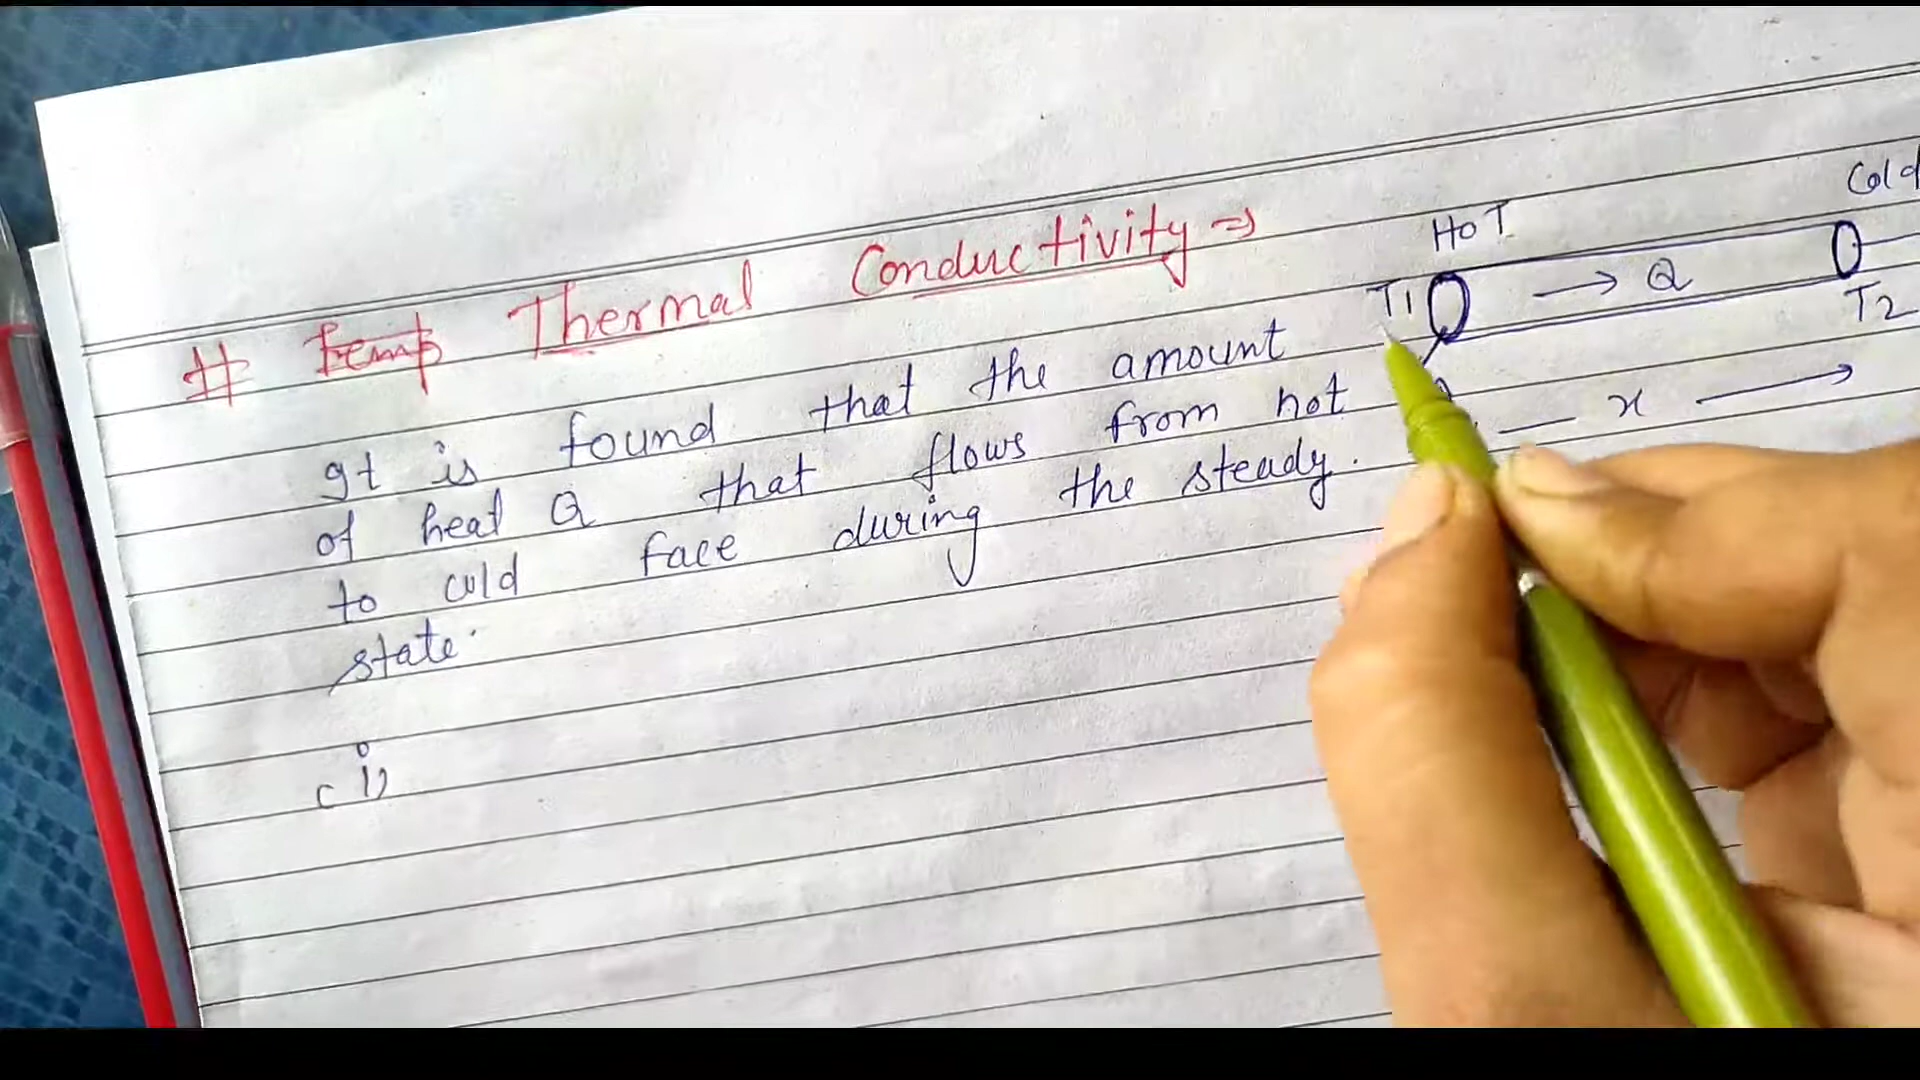 # Temp Thermal Conductivity ⇒
It is found that the amount
of heat Q that flows from hot
to cold face during the steady.
state.
(i)
HOT
Cold
T1
→ Q
T2
x →